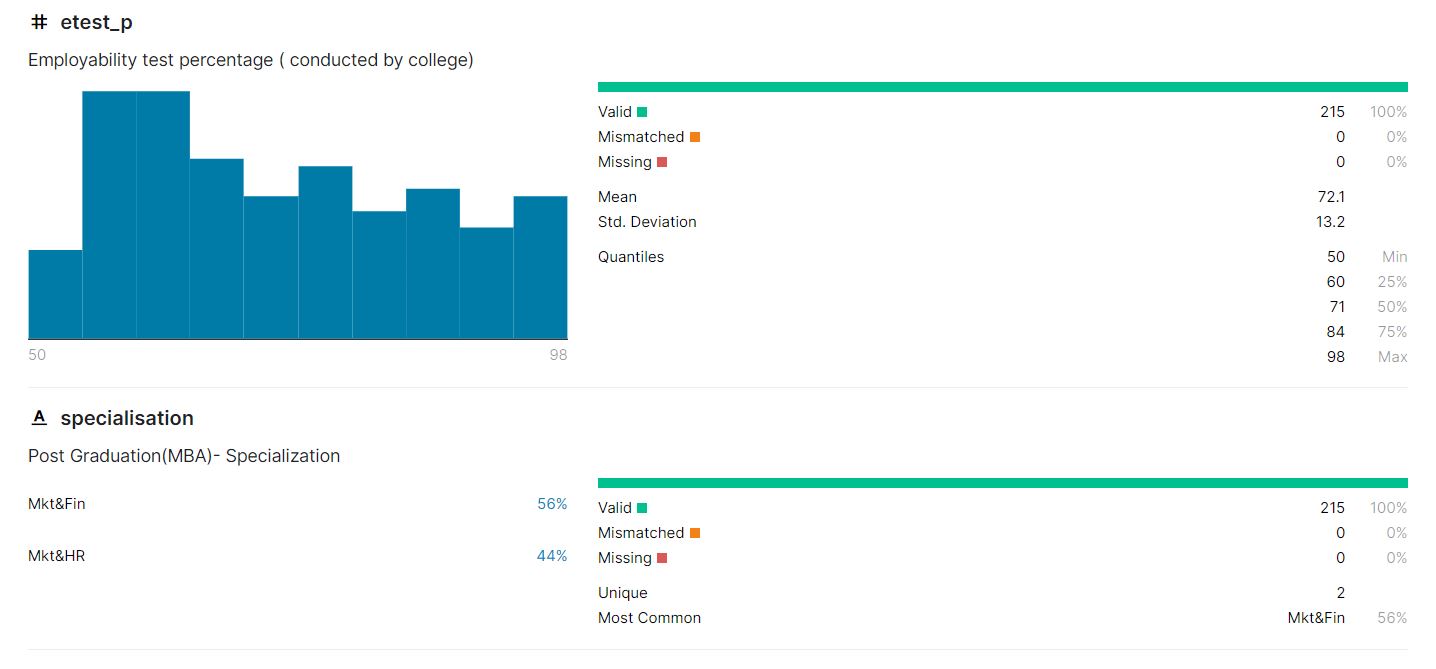 # etest_p
Employability test percentage ( conducted by college)
50 98
Valid 215 100%
Mismatched 0 0%
Missing 0 0%
Mean 72.1
Std. Deviation 13.2
Quantiles 50 Min
60 25%
71 50%
84 75%
98 Max
A specialisation
Post Graduation(MBA)- Specialization
Mkt&Fin 56%
Mkt&HR 44%
Valid 215 100%
Mismatched 0 0%
Missing 0 0%
Unique 2
Most Common Mkt&Fin 56%